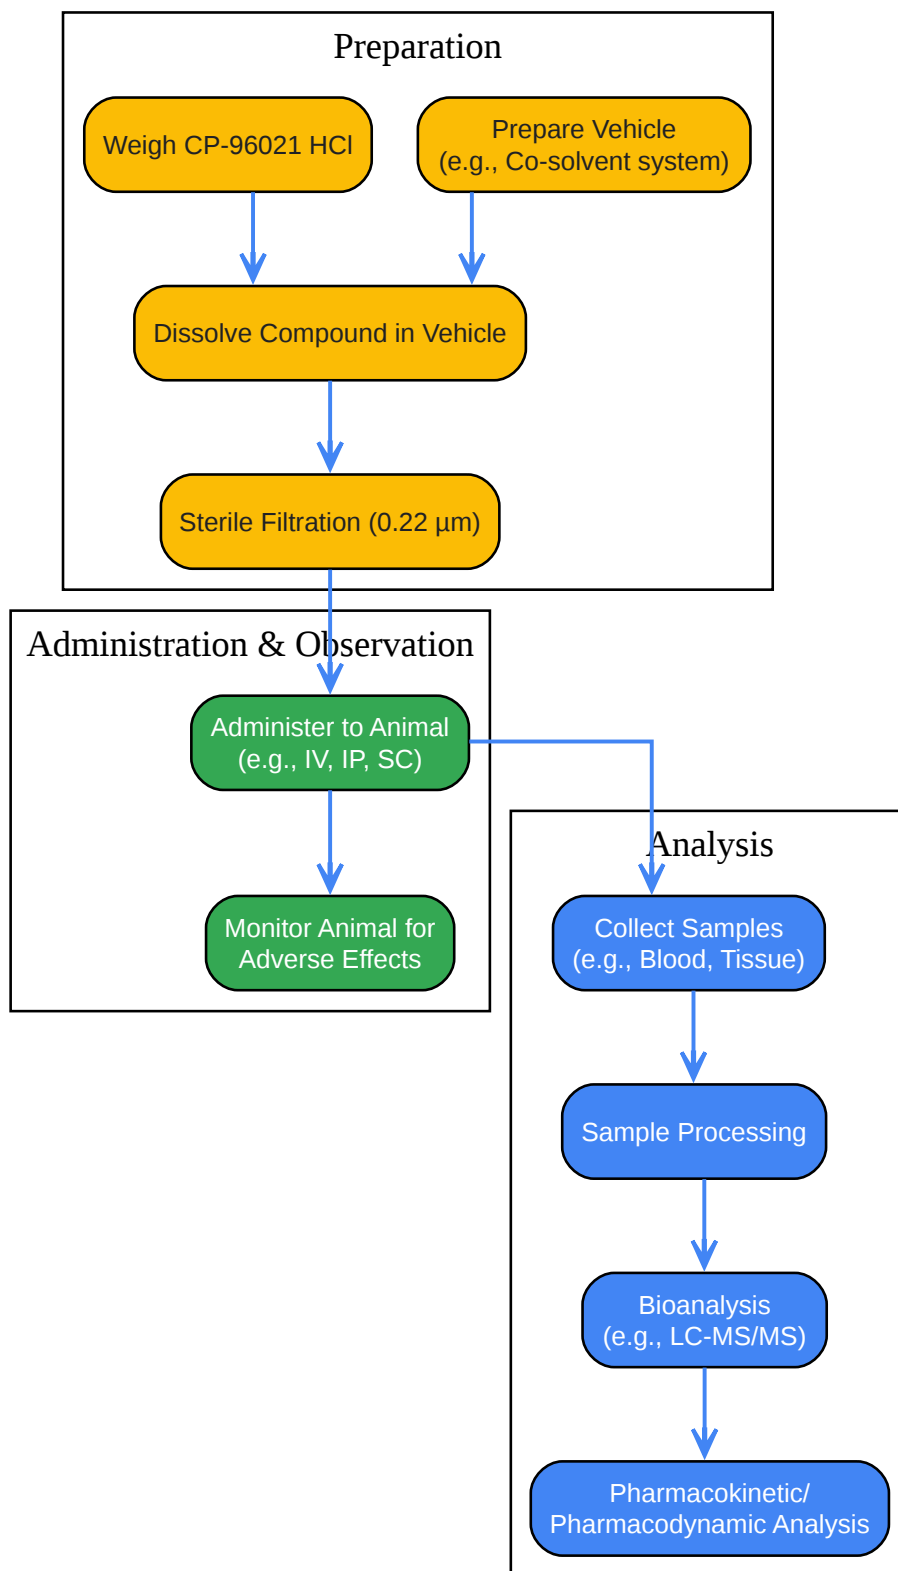 Preparation
Weigh CP-96021 HCl
Prepare Vehicle
(e.g., Co-solvent system)
Dissolve Compound in Vehicle
Sterile Filtration (0.22 µm)
Administration & Observation
Administer to Animal
(e.g., IV, IP, SC)
Monitor Animal for
Adverse Effects
Analysis
Collect Samples
(e.g., Blood, Tissue)
Sample Processing
Bioanalysis
(e.g., LC-MS/MS)
Pharmacokinetic/
Pharmacodynamic Analysis